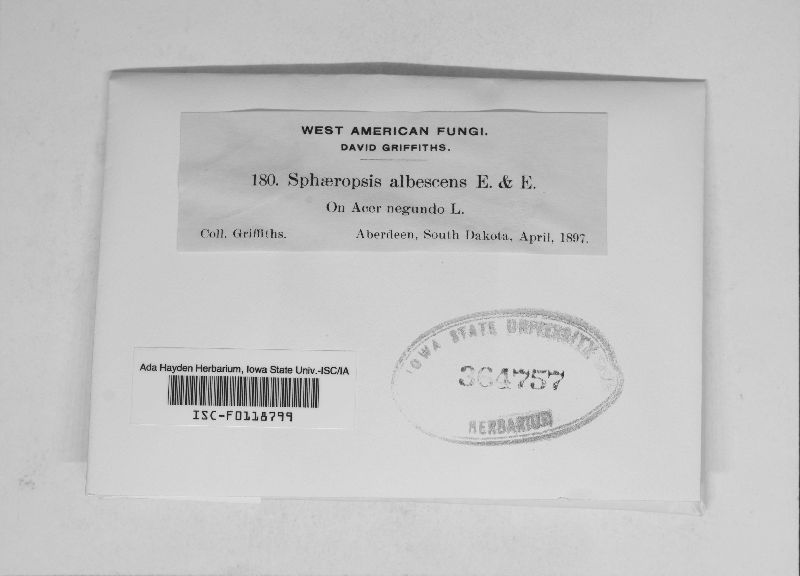 WEST AMERICAN FUNGI.
DAVID GRIFFITHS.
180. Sphæropsis albescens E. & E.
On Acer negundo L.
Coll. Griffiths. Aberdeen, South Dakota, April, 1897.
Ada Hayden Herbarium, Iowa State Univ.-ISC/IA
ISC-F0118799
IOWA STATE UNIVERSITY
364757
HERBARIUM